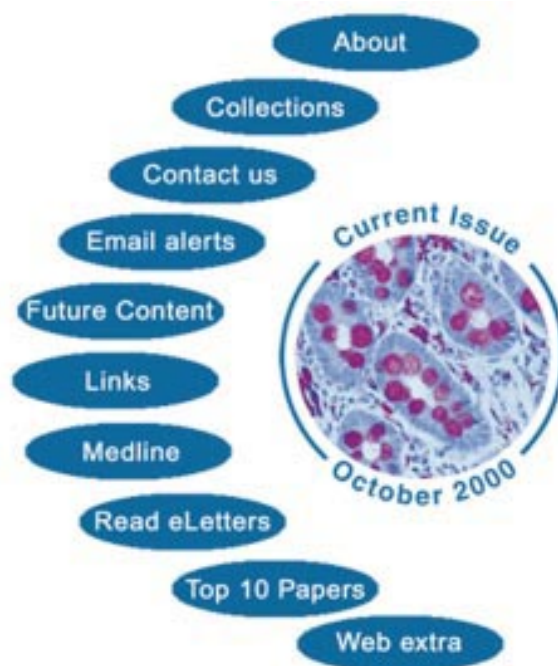 About
Collections
Contact us
Email alerts
Future Content
Links
Medline
Read eLetters
Top 10 Papers
Web extra
Current Issue
October 2000